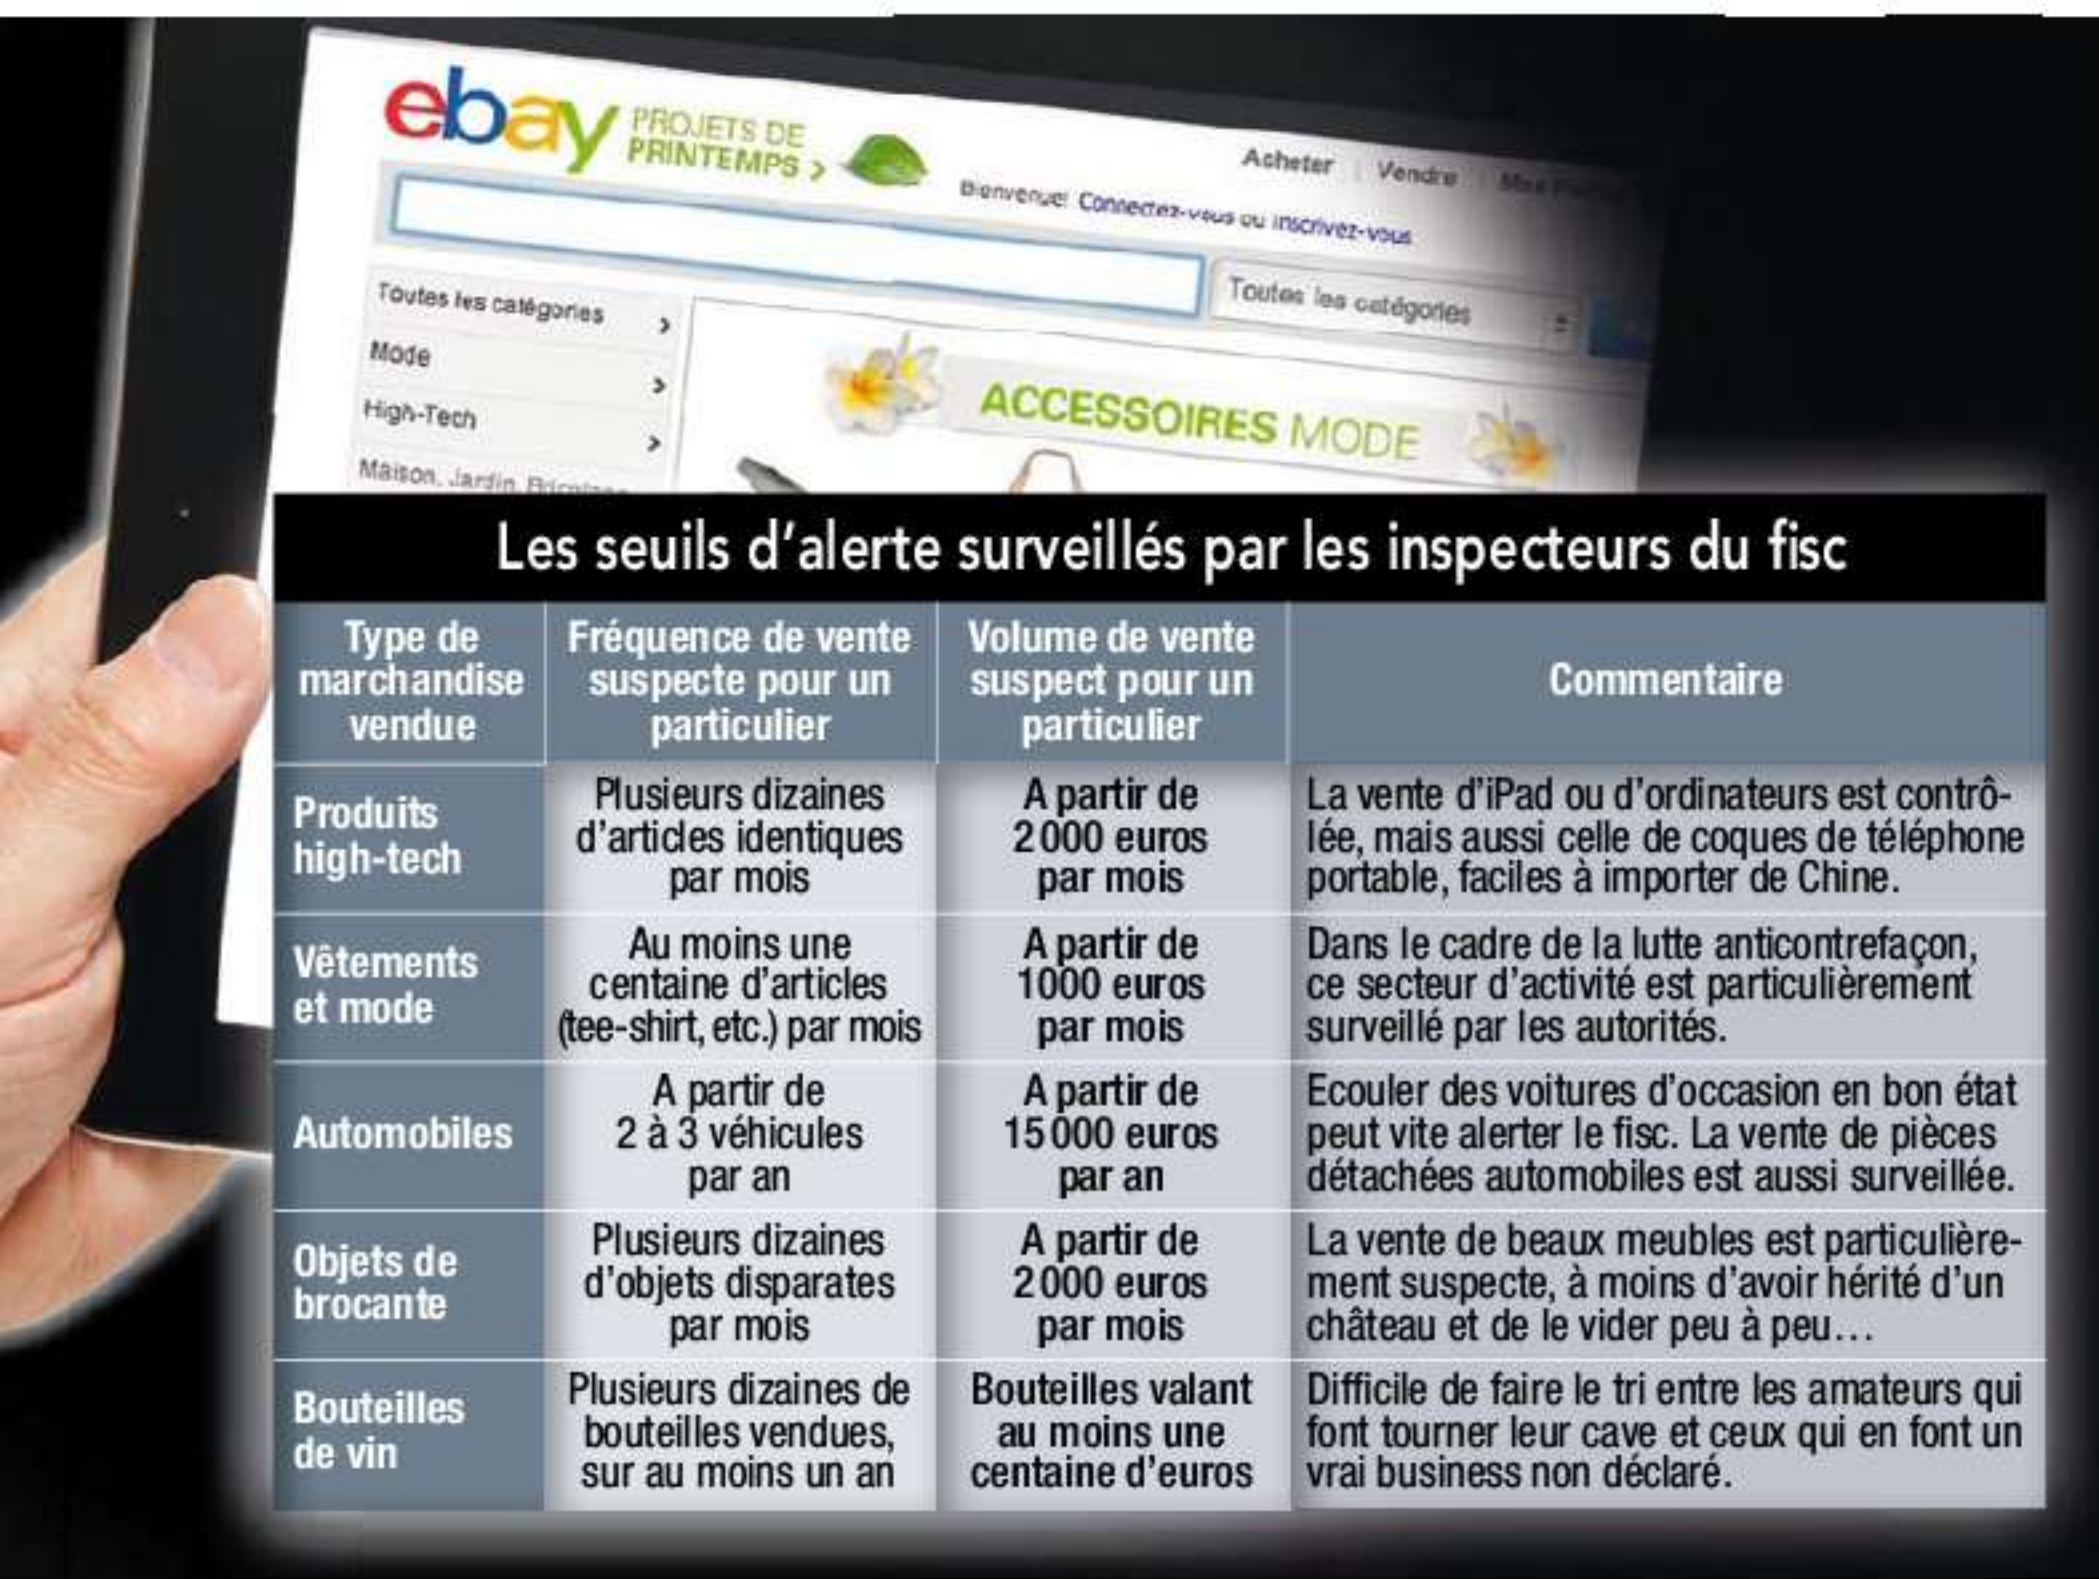 ebay
PROJETS DE
PRINTEMPS >
Acheter
Vendre
Bienvenue! Connectez-vous ou inscrivez-vous
Toutes les catégories
Toutes les catégories
Mode
High-Tech
Maison, Jardin,
ACCESSOIRES MODE
Les seuils d'alerte surveillés par les inspecteurs du fisc
Type de
marchandise
vendue
Fréquence de vente
suspecte pour un
particulier
Volume de vente
suspect pour un
particulier
Commentaire
Produits
high-tech
Plusieurs dizaines
d'articles identiques
par mois
A partir de
2 000 euros
par mois
La vente d'iPad ou d'ordinateurs est contrô-
lée, mais aussi celle de coques de téléphone
portable, faciles à importer de Chine.
Vêtements
et mode
Au moins une
centaine d'articles
(tee-shirt, etc.) par mois
A partir de
1000 euros
par mois
Dans le cadre de la lutte anticontrefaçon,
ce secteur d'activité est particulièrement
surveillé par les autorités.
Automobiles
A partir de
2 à 3 véhicules
par an
A partir de
15 000 euros
par an
Ecouler des voitures d'occasion en bon état
peut vite alerter le fisc. La vente de pièces
détachées automobiles est aussi surveillée.
Objets de
brocante
Plusieurs dizaines
d'objets disparates
par mois
A partir de
2 000 euros
par mois
La vente de beaux meubles est particulière-
ment suspecte, à moins d'avoir hérité d'un
château et de le vider peu à peu…
Bouteilles
de vin
Plusieurs dizaines de
bouteilles vendues,
sur au moins un an
Bouteilles valant
au moins une
centaine d'euros
Difficile de faire le tri entre les amateurs qui
font tourner leur cave et ceux qui en font un
vrai business non déclaré.